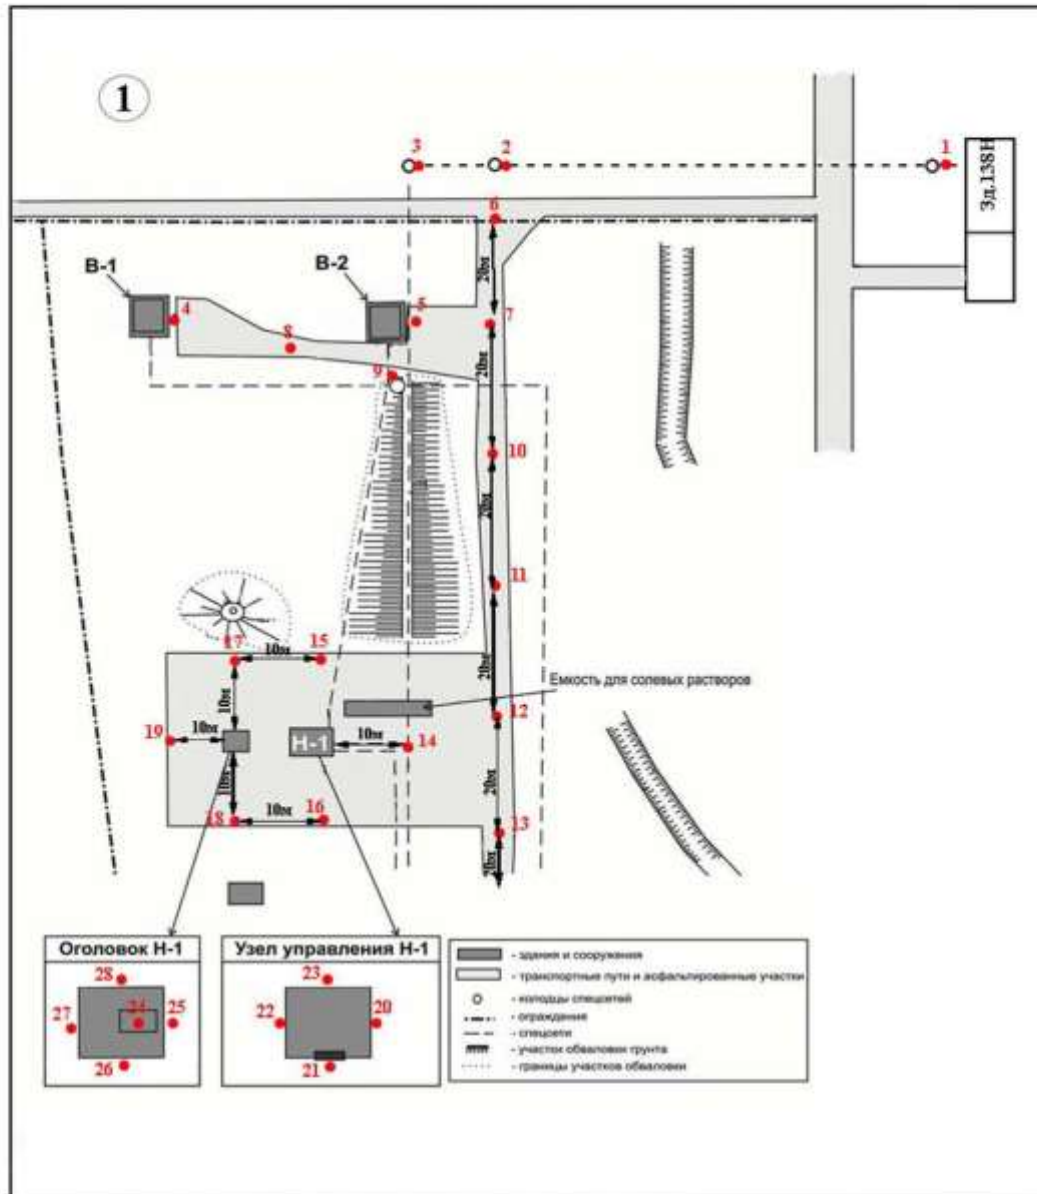 1
3
2
1
Зд.138Н
6
20м
В-1
В-2
4
5
7
8
9
20м
10
20м
11
17
10м
15
20м
Емкость для солевых растворов
10м
12
19
10м
Н-1
10м
14
10м
20м
18
10м
16
13
20м
Оголовок Н-1
28
27
24
25
26
Узел управления Н-1
23
22
20
21
- здания и сооружения
- транспортные пути и асфальтированные участки
- колодцы спецсетей
- ограждения
- спецсети
- участки обваловки грунта
- границы участков обваловки